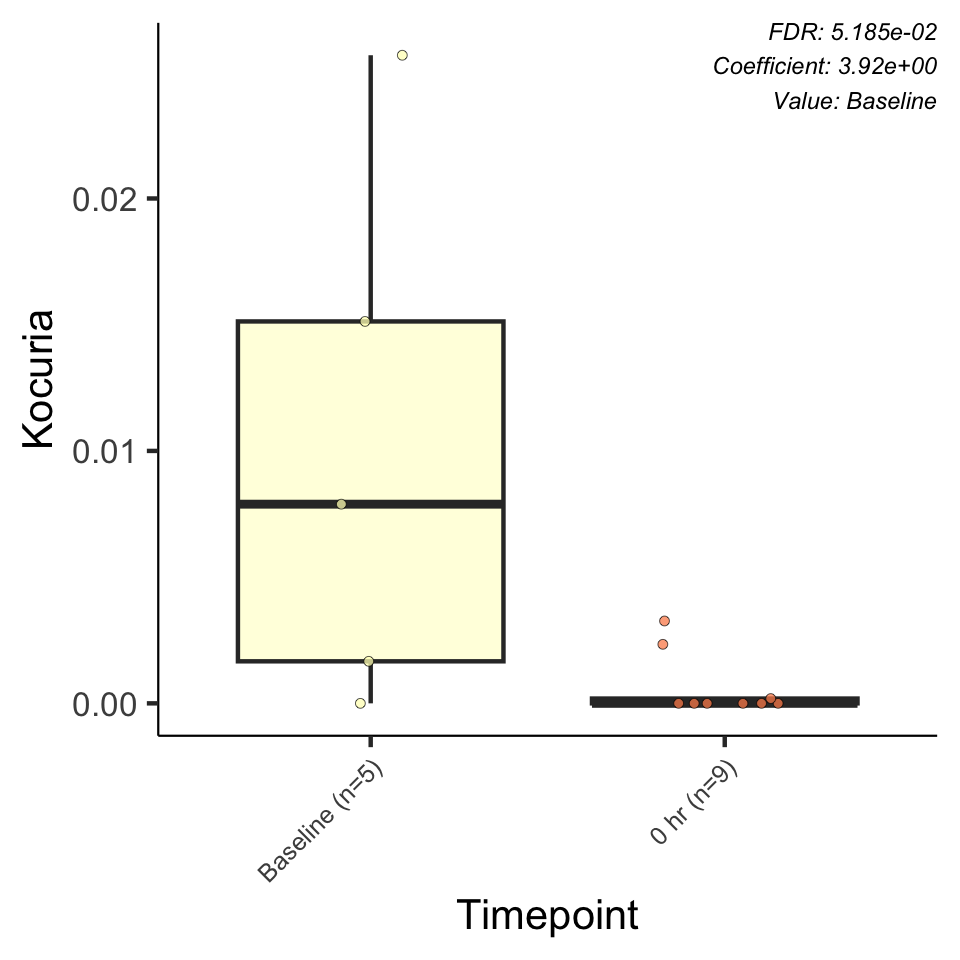 FDR: 5.185e-02
Coefficient: 3.92e+00
Value: Baseline
Kocuria
0.02
0.01
0.00
Baseline (n=5)
0 hr (n=9)
Timepoint